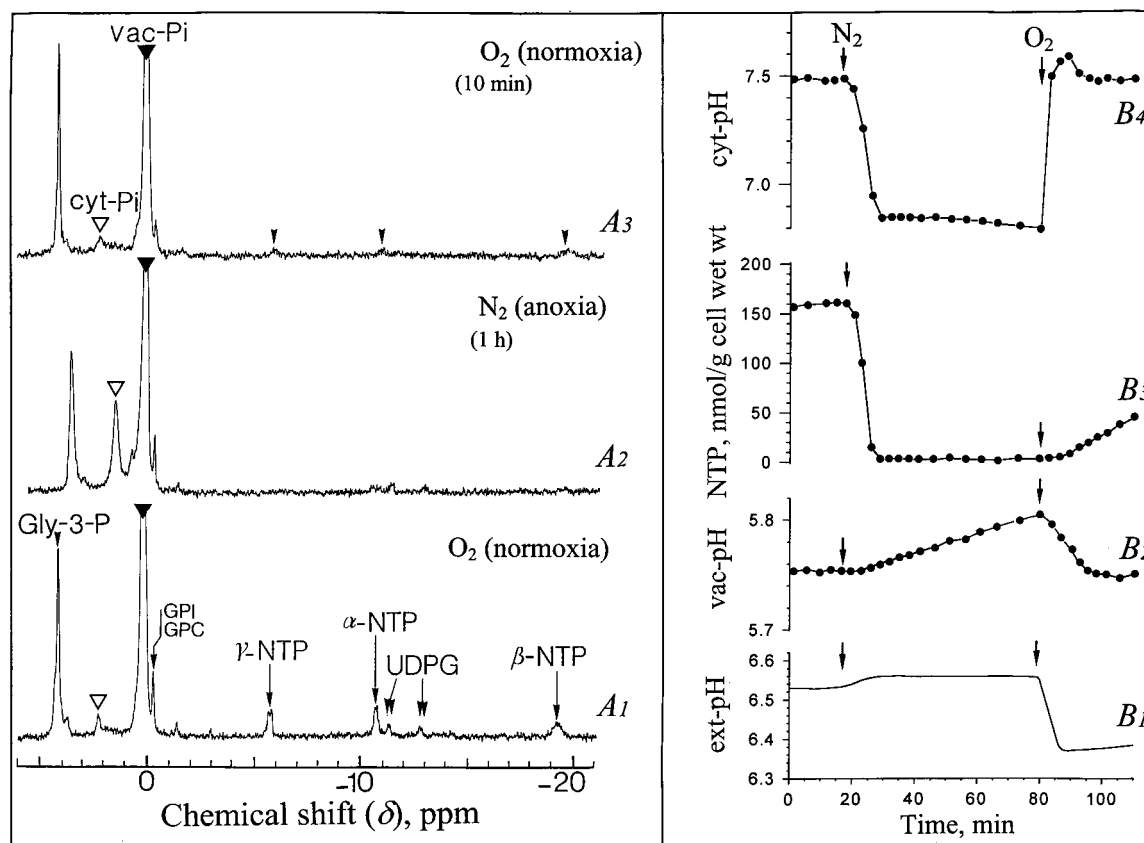 vac-Pi
O2 (normoxia)
(10 min)
cyt-Pi
A3
N2 (anoxia)
(1 h)
A2
Gly-3-P
O2 (normoxia)
GPI
GPC
γ-NTP
α-NTP
UDPG
β-NTP
A1
0
-10
-20
Chemical shift (δ), ppm
N2
O2
7.5
7.0
cyt-pH
B4
200
150
100
50
0
NTP, nmol/g cell wet wt
B3
5.8
5.7
vac-pH
B2
6.6
6.5
6.4
6.3
ext-pH
B1
0
20
40
60
80
100
Time, min